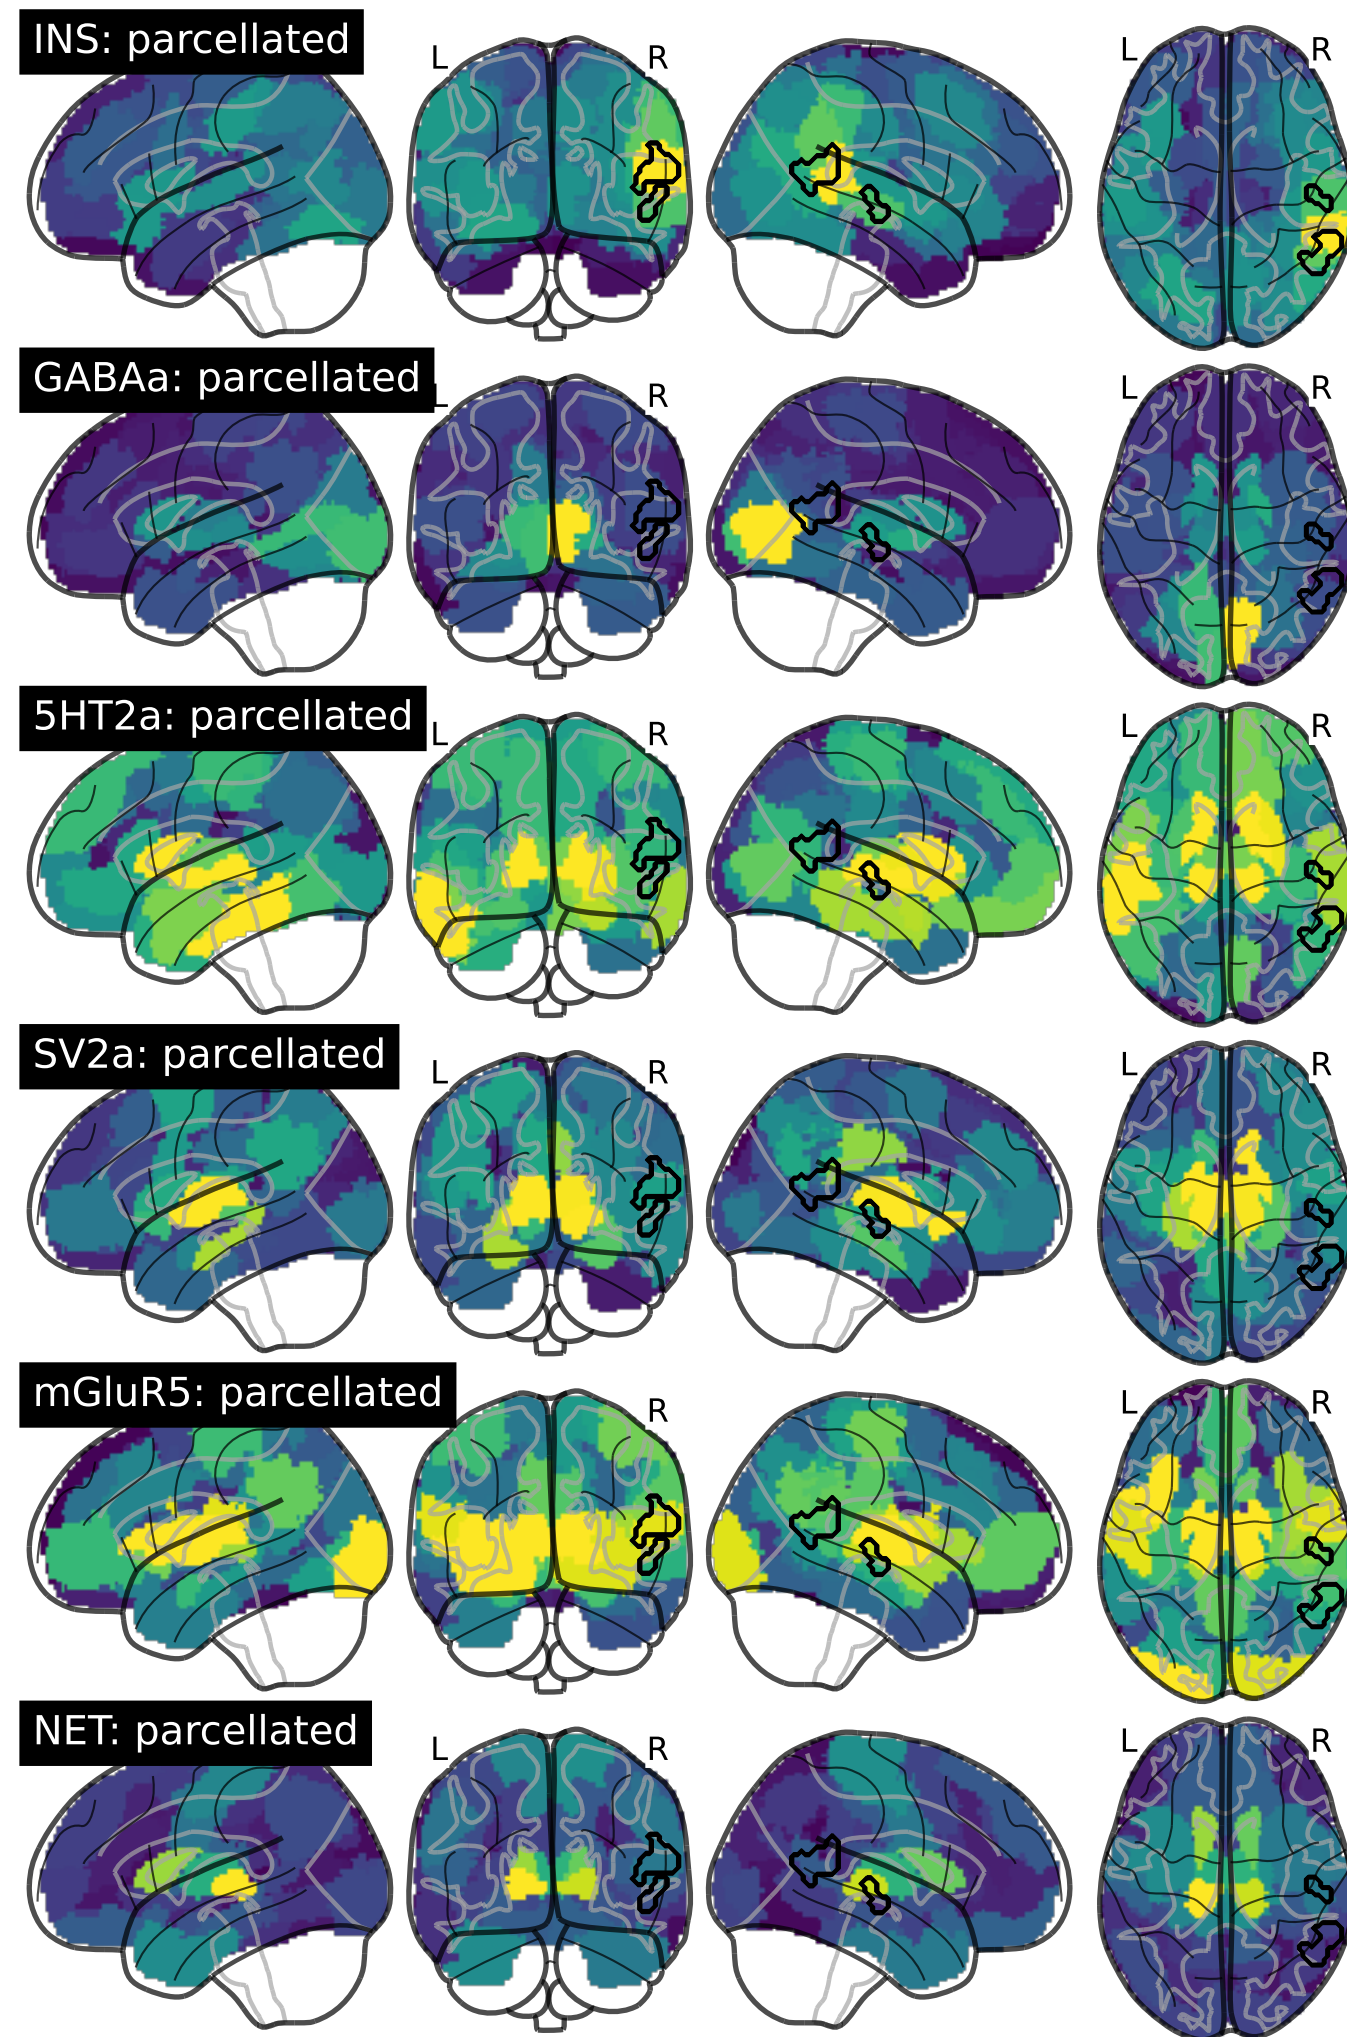 INS: parcellated
L R L R
GABAa: parcellated
L R L R
5HT2a: parcellated
L R L R
SV2a: parcellated
L R L R
mGluR5: parcellated
R L R
NET: parcellated
L R L R